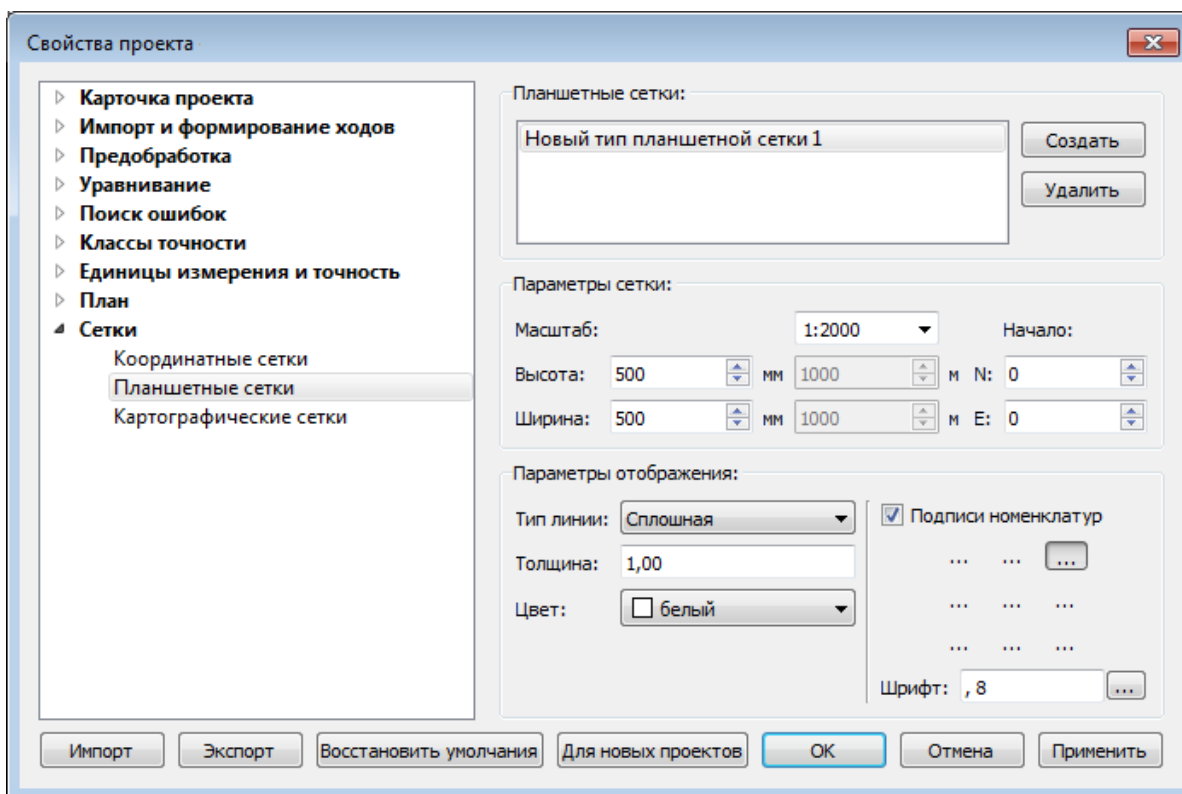 Свойства проекта
Карточка проекта
Импорт и формирование ходов
Предобработка
Уравнивание
Поиск ошибок
Классы точности
Единицы измерения и точность
План
Сетки
Координатные сетки
Планшетные сетки
Картографические сетки
Планшетные сетки:
Новый тип планшетной сетки 1
Создать
Удалить
Параметры сетки:
Масштаб: 1:2000 Начало:
Высота: 500 мм 1000 м N: 0
Ширина: 500 мм 1000 м E: 0
Параметры отображения:
Тип линии: Сплошная
Толщина: 1,00
Цвет: белый
Подписи номенклатур
... ... ...
... ... ...
... ... ...
Шрифт: , 8 ...
Импорт Экспорт Восстановить умолчания Для новых проектов OK Отмена Применить